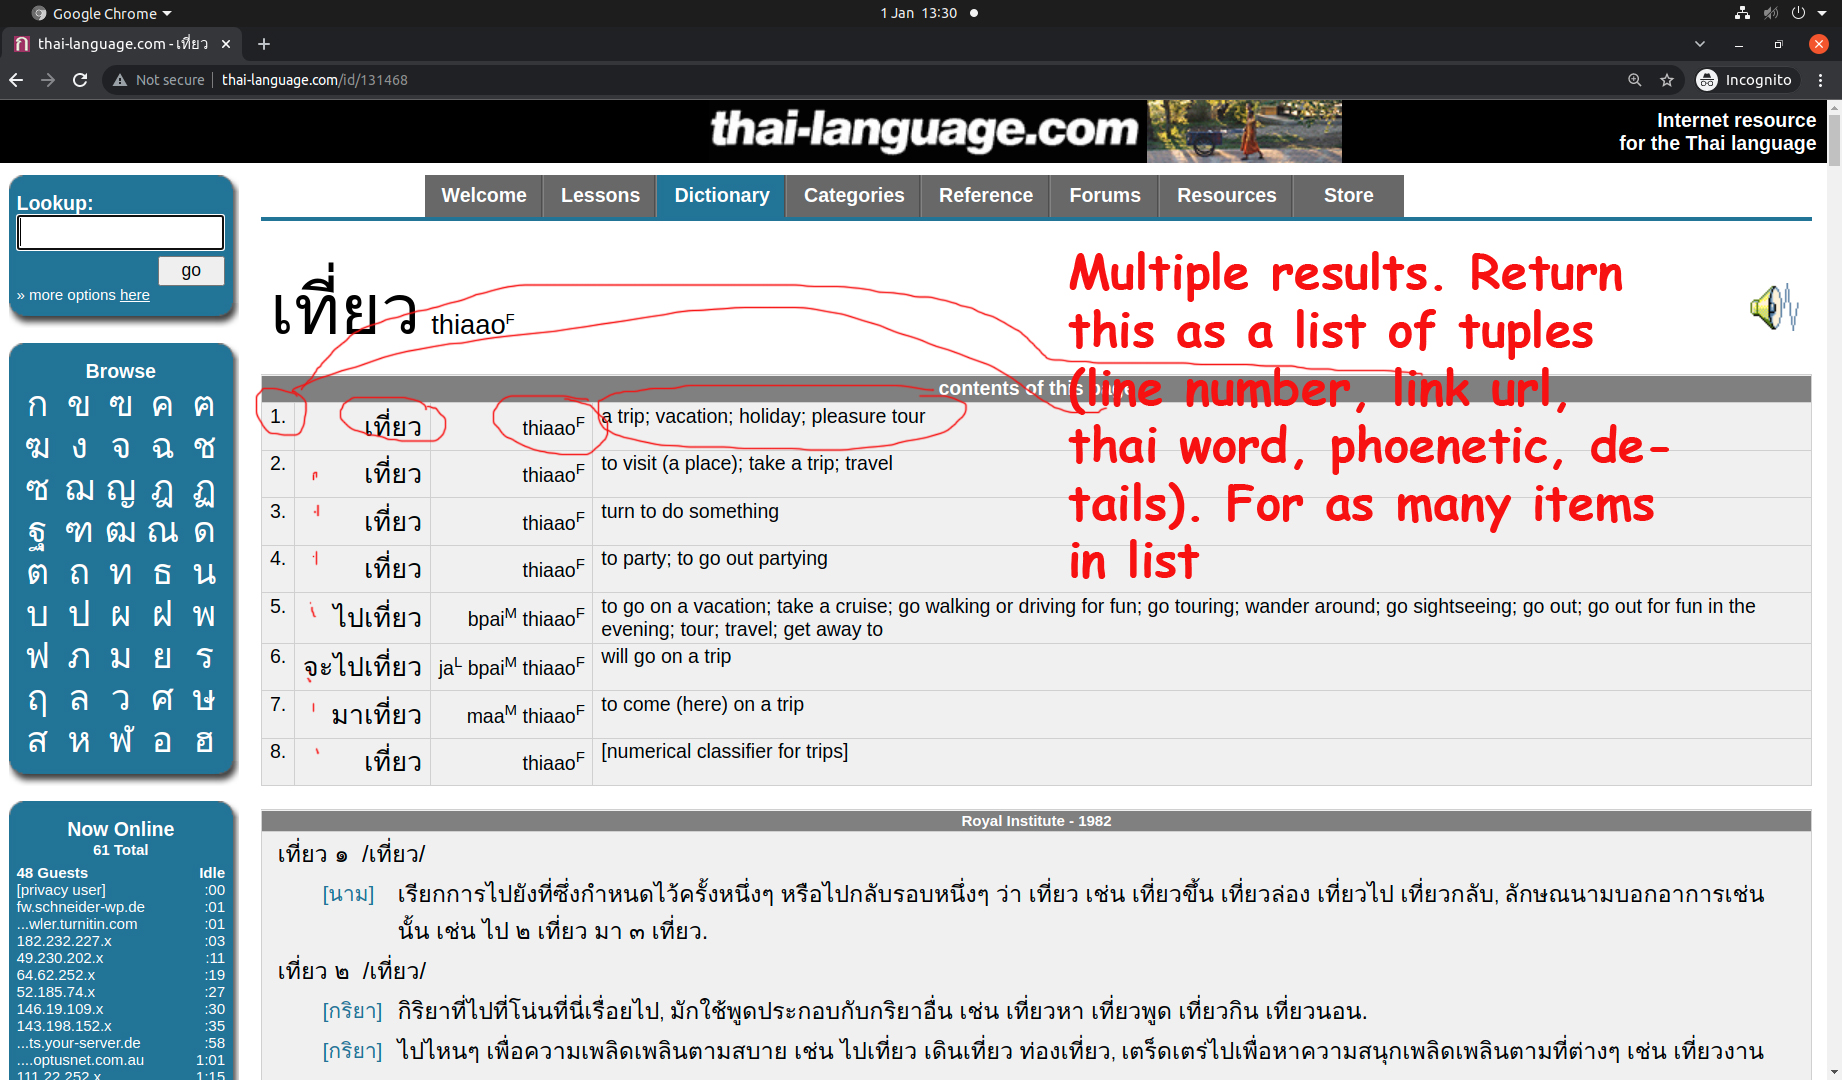 Google Chrome
1 Jan 13:30
thai-language.com - เที่ยว
Not secure
thai-language.com/id/131468
Incognito
thai-language.com
Internet resource
for the Thai language
Lookup:
go
» more options here
Welcome
Lessons
Dictionary
Categories
Reference
Forums
Resources
Store
เที่ยว thiaaoF
Multiple results. Return
this as a list of tuples
(line number, link url,
thai word, phoenetic, de-
tails). For as many items
in list
contents of this page
1. เที่ยว thiaaoF a trip; vacation; holiday; pleasure tour
2. เที่ยว thiaaoF to visit (a place); take a trip; travel
3. เที่ยว thiaaoF turn to do something
4. เที่ยว thiaaoF to party; to go out partying
5. ไปเที่ยว bpaiM thiaaoF to go on a vacation; take a cruise; go walking or driving for fun; go touring; wander around; go sightseeing; go out; go out for fun in the
evening; tour; travel; get away to
6. จะไปเที่ยว jaL bpaiM thiaaoF will go on a trip
7. มาเที่ยว maaM thiaaoF to come (here) on a trip
8. เที่ยว thiaaoF [numerical classifier for trips]
Royal Institute - 1982
เที่ยว ๑ /เที่ยว/
[นาม] เรียกการไปยังที่ซึ่งกำหนดไว้ครั้งหนึ่งๆ หรือไปกลับรอบหนึ่งๆ ว่า เที่ยว เช่น เที่ยวขึ้น เที่ยวล่อง เที่ยวไป เที่ยวกลับ, ลักษณนามบอกอาการเช่น
นั้น เช่น ไป ๒ เที่ยว มา ๓ เที่ยว.
เที่ยว ๒ /เที่ยว/
[กริยา] กิริยาที่ไปที่โน่นที่นี่เรื่อยไป, มักใช้พูดประกอบกับกริยาอื่น เช่น เที่ยวหา เที่ยวพูด เที่ยวกิน เที่ยวนอน.
[กริยา] ไปไหนๆ เพื่อความเพลิดเพลินตามสบาย เช่น ไปเที่ยว เดินเที่ยว ท่องเที่ยว, เตร็ดเตร่ไปเพื่อหาความสนุกเพลิดเพลินตามที่ต่างๆ เช่น เที่ยวงาน
Browse
ก ข ฃ ค ฅ
ฆ ง จ ฉ ช
ซ ฌ ญ ฎ ฏ
ฐ ฑ ฒ ณ ด
ต ถ ท ธ น
บ ป ผ ฝ พ
ฟ ภ ม ย ร
ฤ ล ว ศ ษ
ส ห ฬ อ ฮ
Now Online
61 Total
48 Guests Idle
[privacy user] :00
fw.schneider-wp.de :01
...wler.turnitin.com :01
182.232.227.x :03
49.230.202.x :11
64.62.252.x :19
52.185.74.x :27
146.19.109.x :30
143.198.152.x :35
...ts.your-server.de :58
....optusnet.com.au 1:01
111.22.252.x 1:15